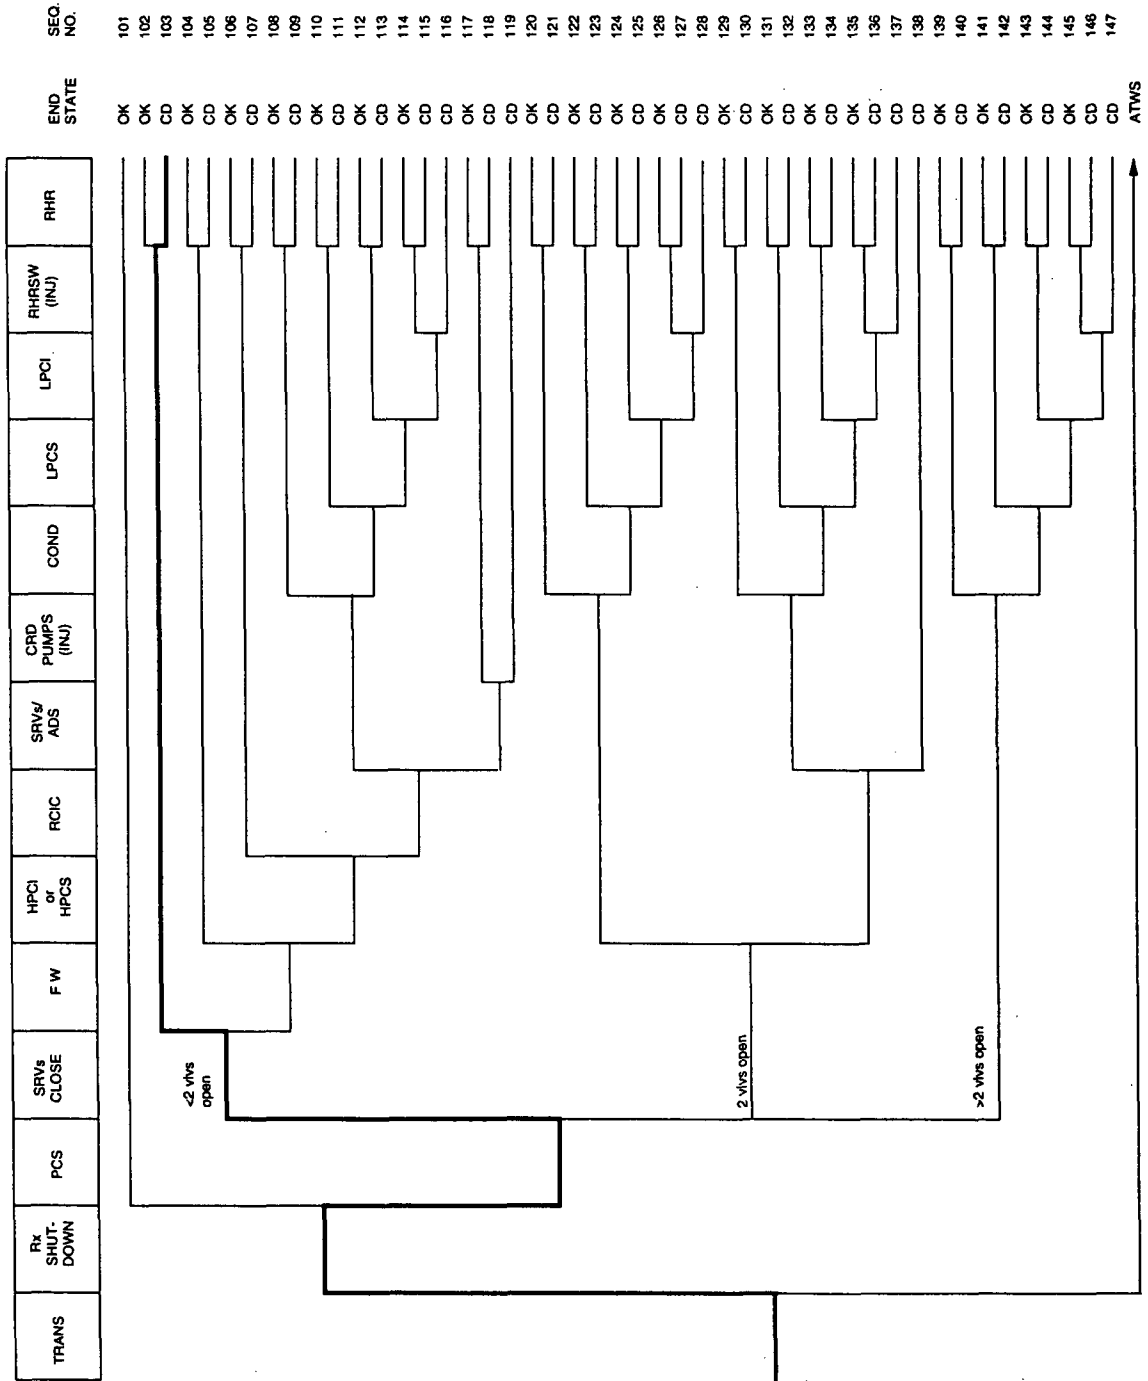 TRANS
Rx
SHUT-
DOWN
PCS
SRVs
CLOSE
F W
HPCI
or
HPCS
RCIC
SRVs/
ADS
CRD
PUMPS
(INJ)
COND
LPCS
LPCI
RHRSW
(INJ)
RHR
END
STATE
SEQ.
NO.
OK 101
OK 102
CD 103
OK 104
CD 105
OK 106
CD 107
OK 108
CD 109
OK 110
CD 111
OK 112
CD 113
OK 114
CD 115
CD 116
OK 117
CD 118
CD 119
OK 120
CD 121
OK 122
CD 123
OK 124
CD 125
OK 126
CD 127
CD 128
OK 129
CD 130
OK 131
CD 132
OK 133
CD 134
OK 135
CD 136
CD 137
CD 138
OK 139
CD 140
OK 141
CD 142
OK 143
CD 144
OK 145
CD 146
CD 147
ATWS
<2 vlvs
open
2 vlvs open
>2 vlvs open